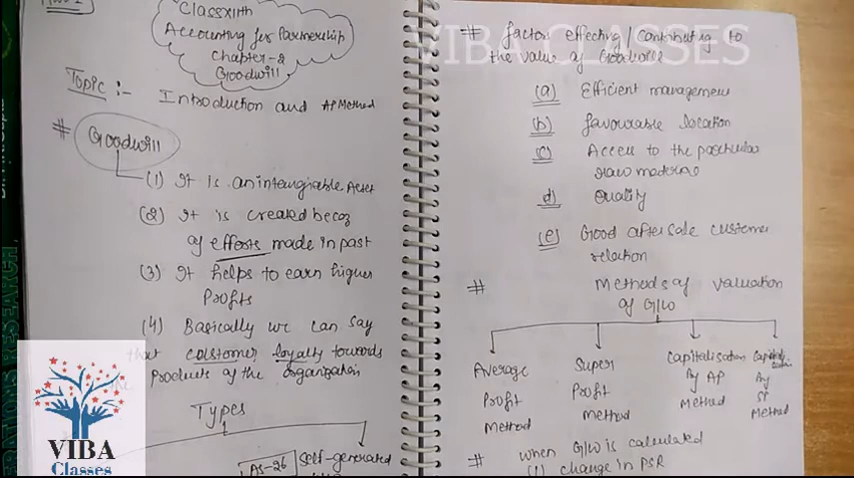 Class XIIth
Accounting for Partnership
Chapter-2
Goodwill
Topic :- Introduction and AP Method
# Goodwill
(1) It is an intangiable Asset
(2) It is created becoz
of efforts made in past
(3) It helps to earn higher
Profits
(4) Basically we can say
that customer loyalty towards
the Products of the organization
Types
AS-26
Self-generated
VIBA
Classes
VIBA CLASSES
# factors effecting/contributing to
the value of Goodwill
(a) Efficient management
(b) favourable location
(c) Access to the particular
raw material
d) Quality
(e) Good after sale customer
relection
# Methods of valuation
of G/W
Average
Profit
Method
Super
Profit
Method
Capitalisation
By AP
Method
By
SP
Method
# when G/W is calculated
(1) change in PSR